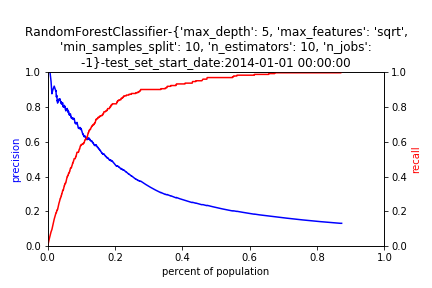 RandomForestClassifier-{'max_depth': 5, 'max_features': 'sqrt',
'min_samples_split': 10, 'n_estimators': 10, 'n_jobs':
-1}-test_set_start_date:2014-01-01 00:00:00
1.0
0.8
0.6
0.4
0.2
0.0
precision
1.0
0.8
0.6
0.4
0.2
0.0
recall
0.0 0.2 0.4 0.6 0.8 1.0
percent of population